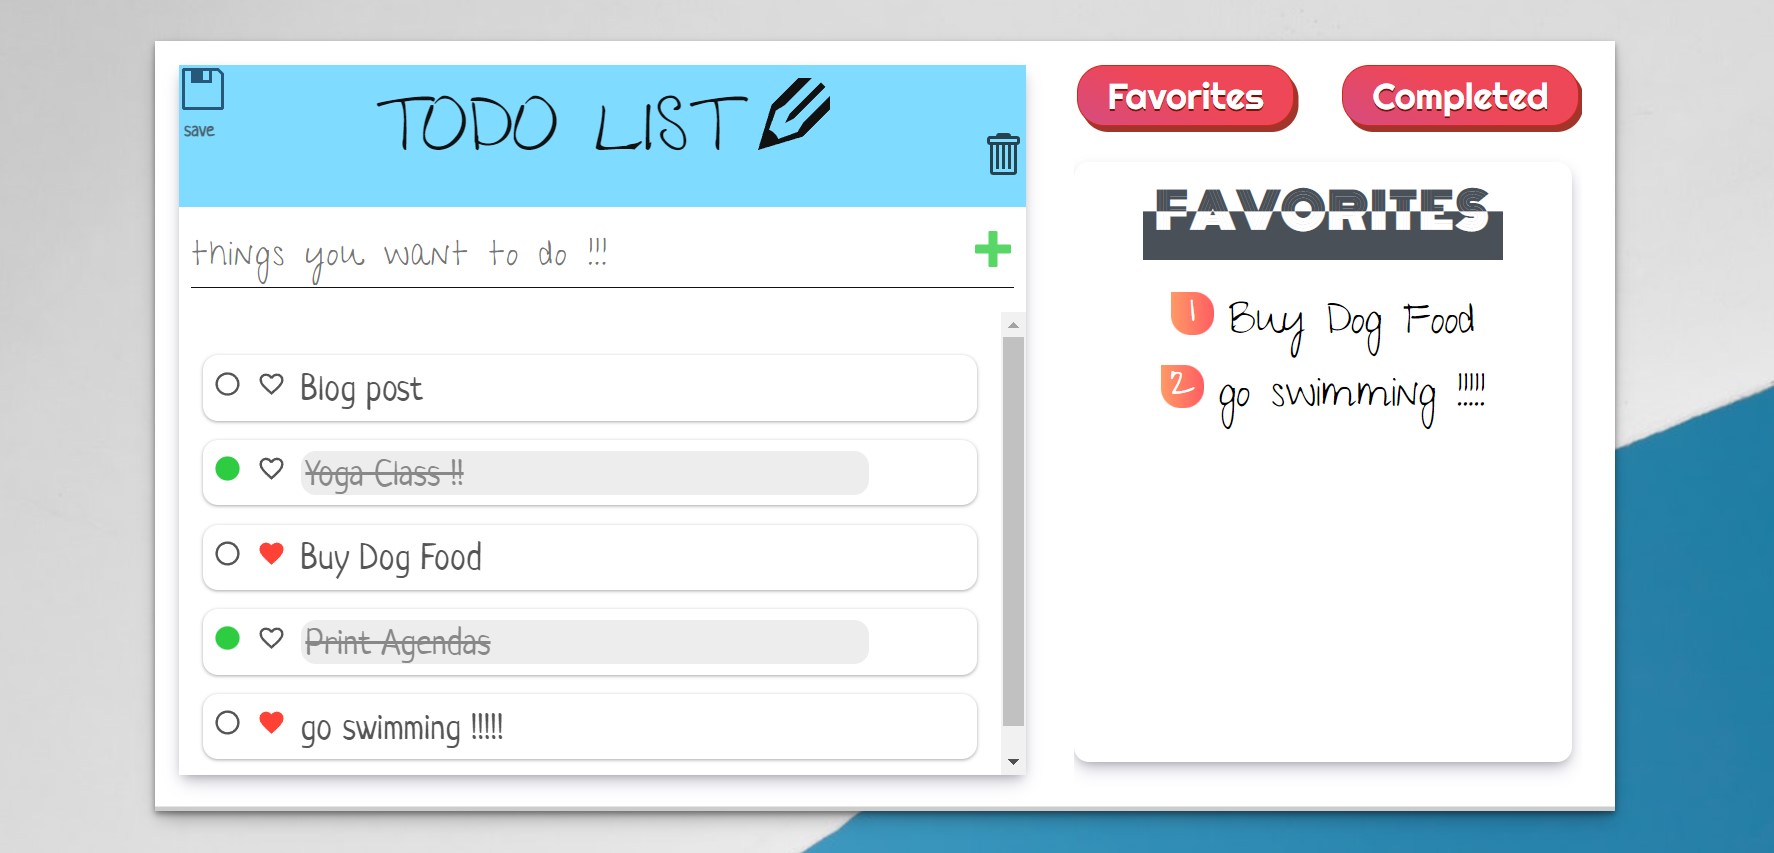 save
TODO LIST
things you want to do !!!
Blog post
Yoga Class !!
Buy Dog Food
Print Agendas
go swimming !!!!!
Favorites
Completed
FAVORITES
1 Buy Dog Food
2 go swimming !!!!!